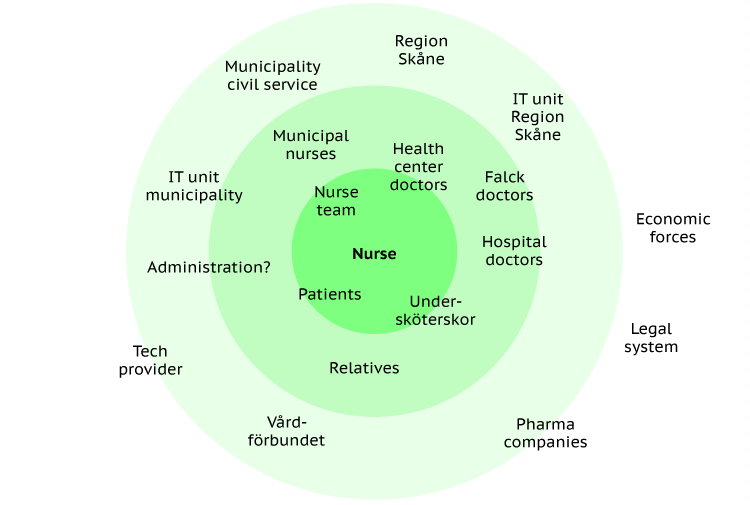 Region
Skåne
Municipality
civil service
IT unit
Region
Skåne
Municipal
nurses
Health
center
doctors
IT unit
municipality
Falck
doctors
Nurse
team
Economic
forces
Hospital
doctors
Nurse
Administration?
Patients
Under-
sköterskor
Legal
system
Tech
provider
Relatives
Vård-
förbundet
Pharma
companies